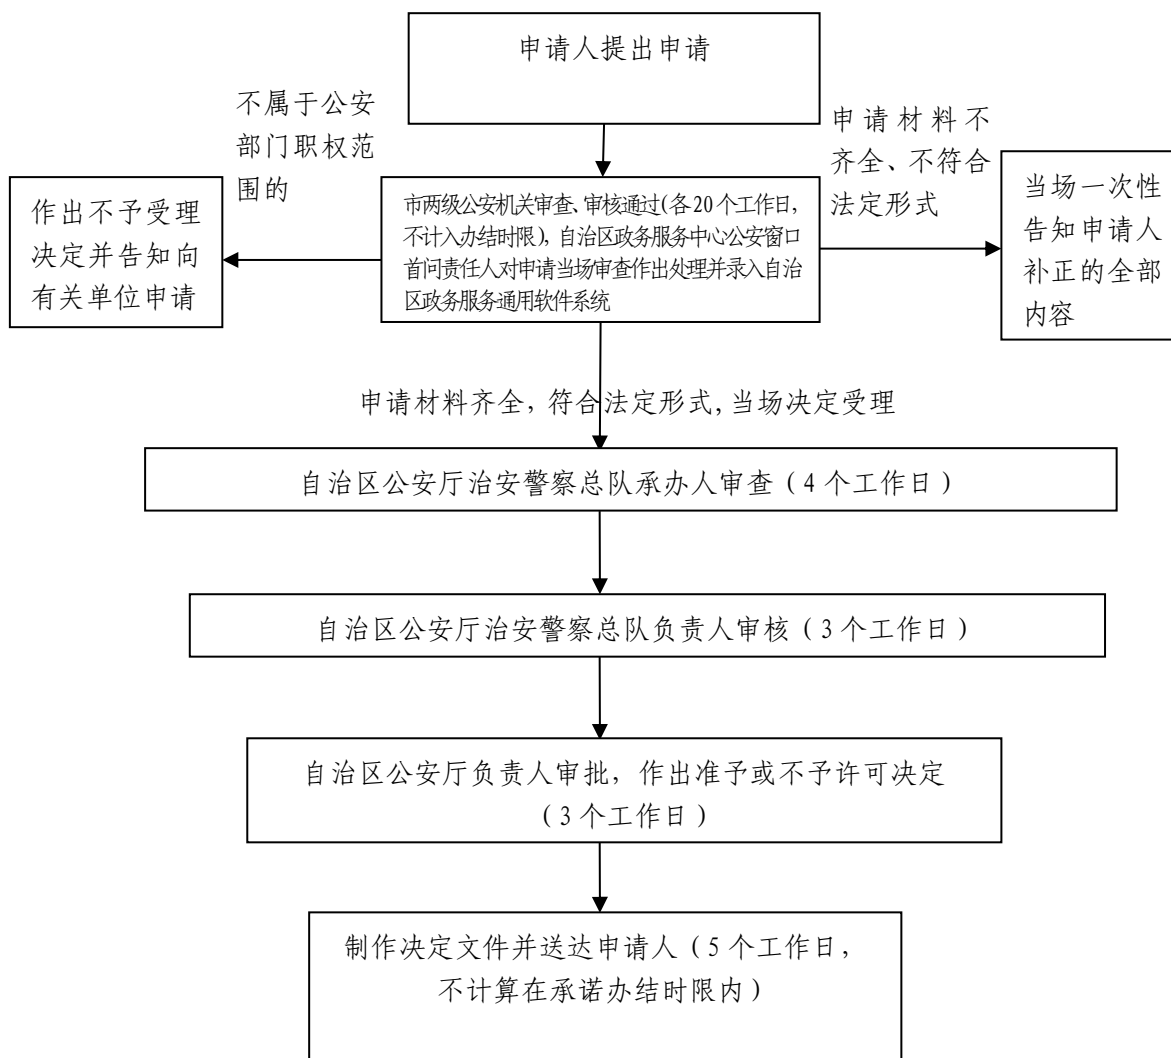 申请人提出申请
不属于公安
部门职权范
围的
申请材料不
齐全、不符合
法定形式
作出不予受理
决定并告知向
有关单位申请
市两级公安机关审查、审核通过(各20个工作日,
不计入办结时限),自治区政务服务中心公安窗口
首问责任人对申请当场审查作出处理并录入自治
区政务服务通用软件系统
当场一次性
告知申请人
补正的全部
内容
申请材料齐全,符合法定形式,当场决定受理
自治区公安厅治安警察总队承办人审查(4个工作日)
自治区公安厅治安警察总队负责人审核(3个工作日)
自治区公安厅负责人审批,作出准予或不予许可决定
(3个工作日)
制作决定文件并送达申请人(5个工作日,
不计算在承诺办结时限内)